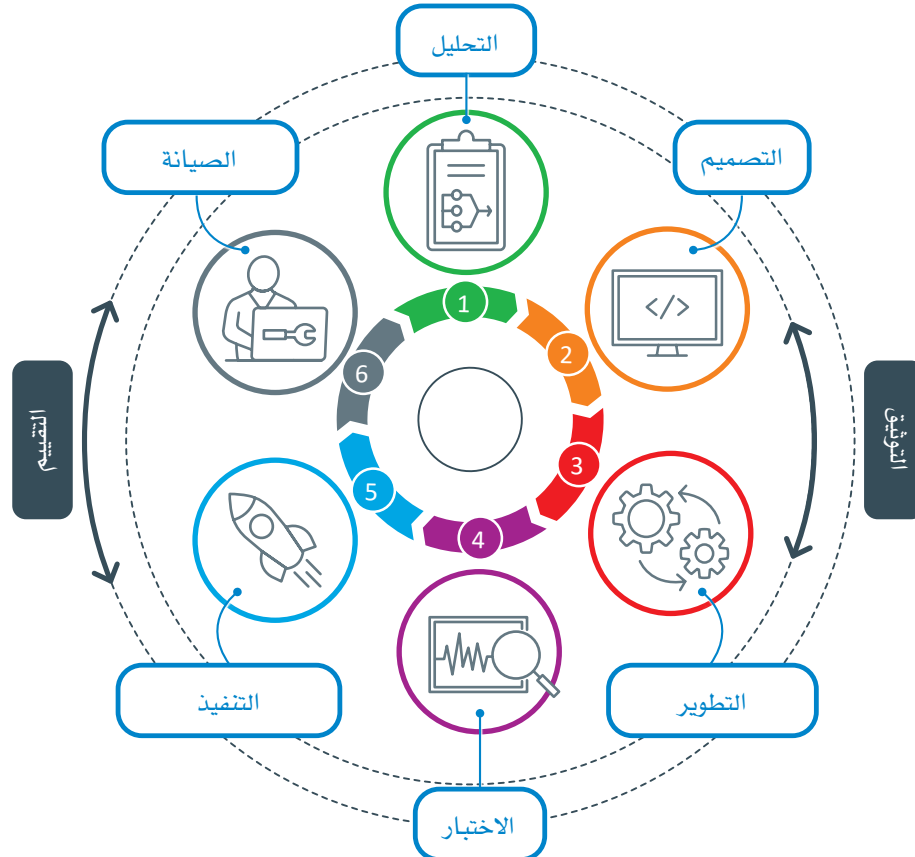 التحليل
التصميم
الصيانة
1
2
6
</>
3
5
4
التوثيق
التقييم
التطوير
التنفيذ
الاختبار